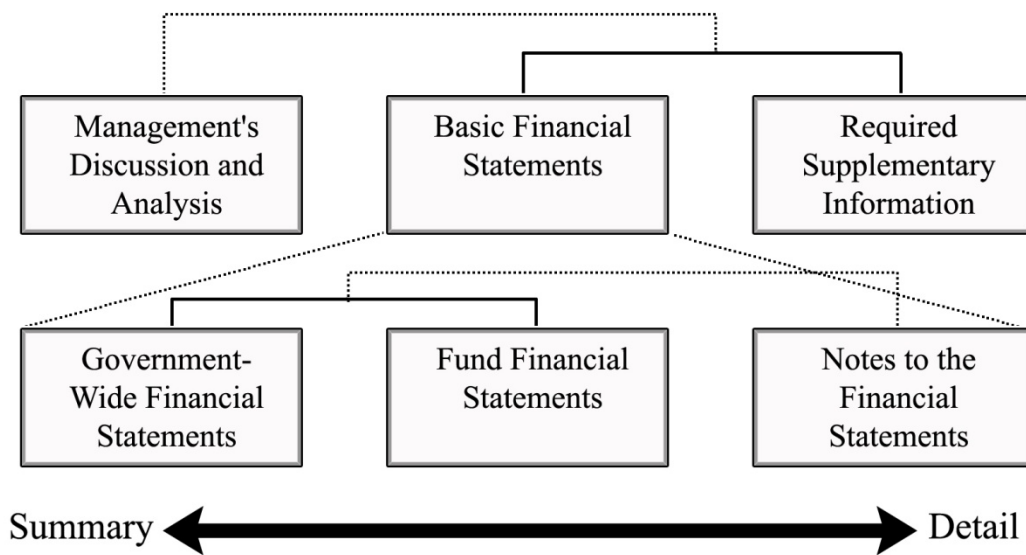 Management's
Discussion and
Analysis
Basic Financial
Statements
Required
Supplementary
Information
Government-
Wide Financial
Statements
Fund Financial
Statements
Notes to the
Financial
Statements
Summary
Detail